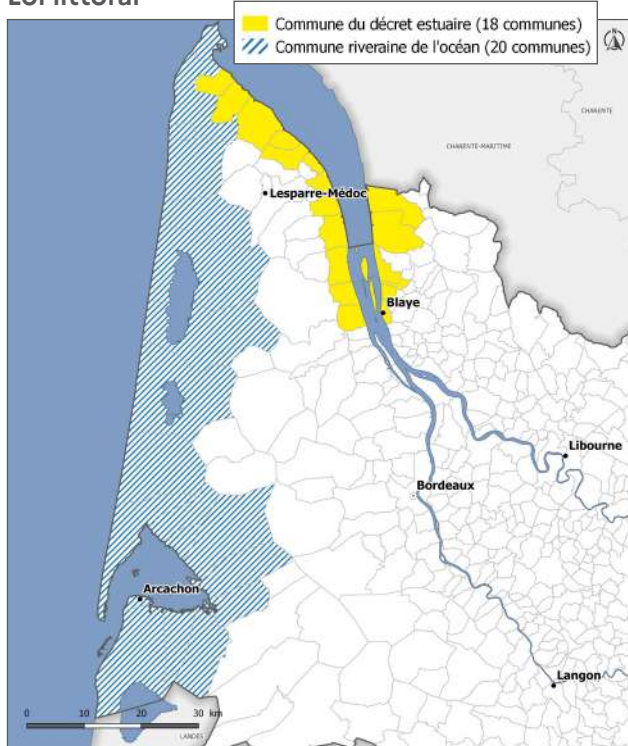 Loi littoral
Commune du décret estuaire (18 communes)
Commune riveraine de l'océan (20 communes)
N
CHARENTE
CHARENTE-MARITIME
Lesparre-Médoc
Blaye
Libourne
Bordeaux
Arcachon
Langon
0 10 20 30 km
LANDES